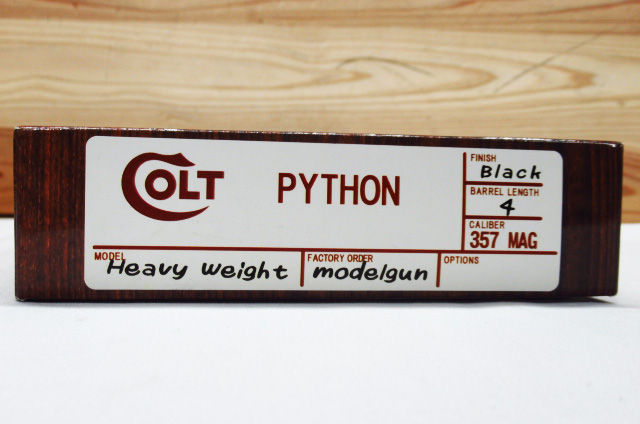 COLT PYTHON
FINISH
Black
BARREL LENGTH
4
CALIBER
357 MAG
MODEL
Heavy weight
FACTORY ORDER
modelgun
OPTIONS